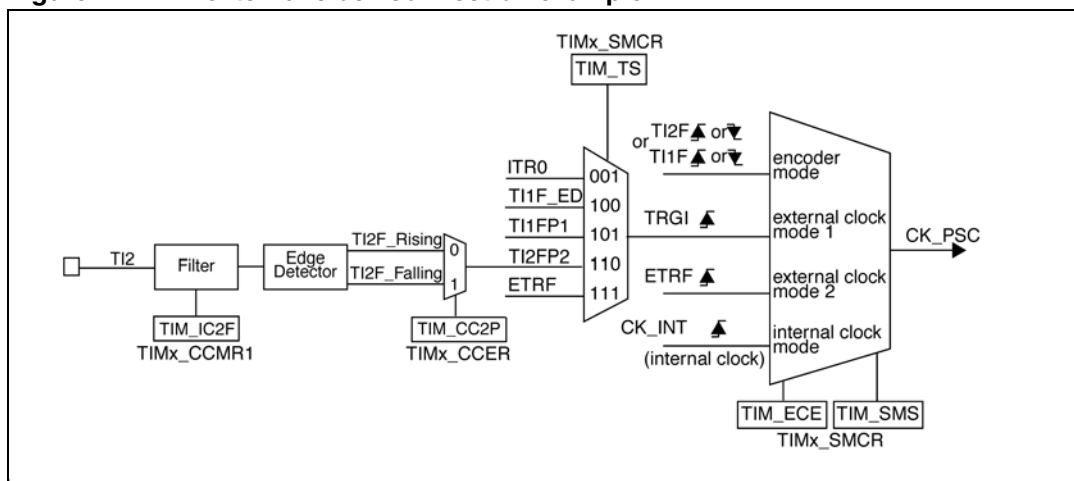 TIMx_SMCR
TIM_TS
TI2F or
or
TI1F or
encoder
mode
ITR0
001
TI1F_ED
100
TI1FP1
101
TRGI
external clock
mode 1
CK_PSC
TI2
Filter
Edge
Detector
TI2F_Rising
0
TI2F_Falling
1
TI2FP2
110
ETRF
111
ETRF
external clock
mode 2
CK_INT
(internal clock)
internal clock
mode
TIM_IC2F
TIMx_CCMR1
TIM_CC2P
TIMx_CCER
TIM_ECE
TIM_SMS
TIMx_SMCR